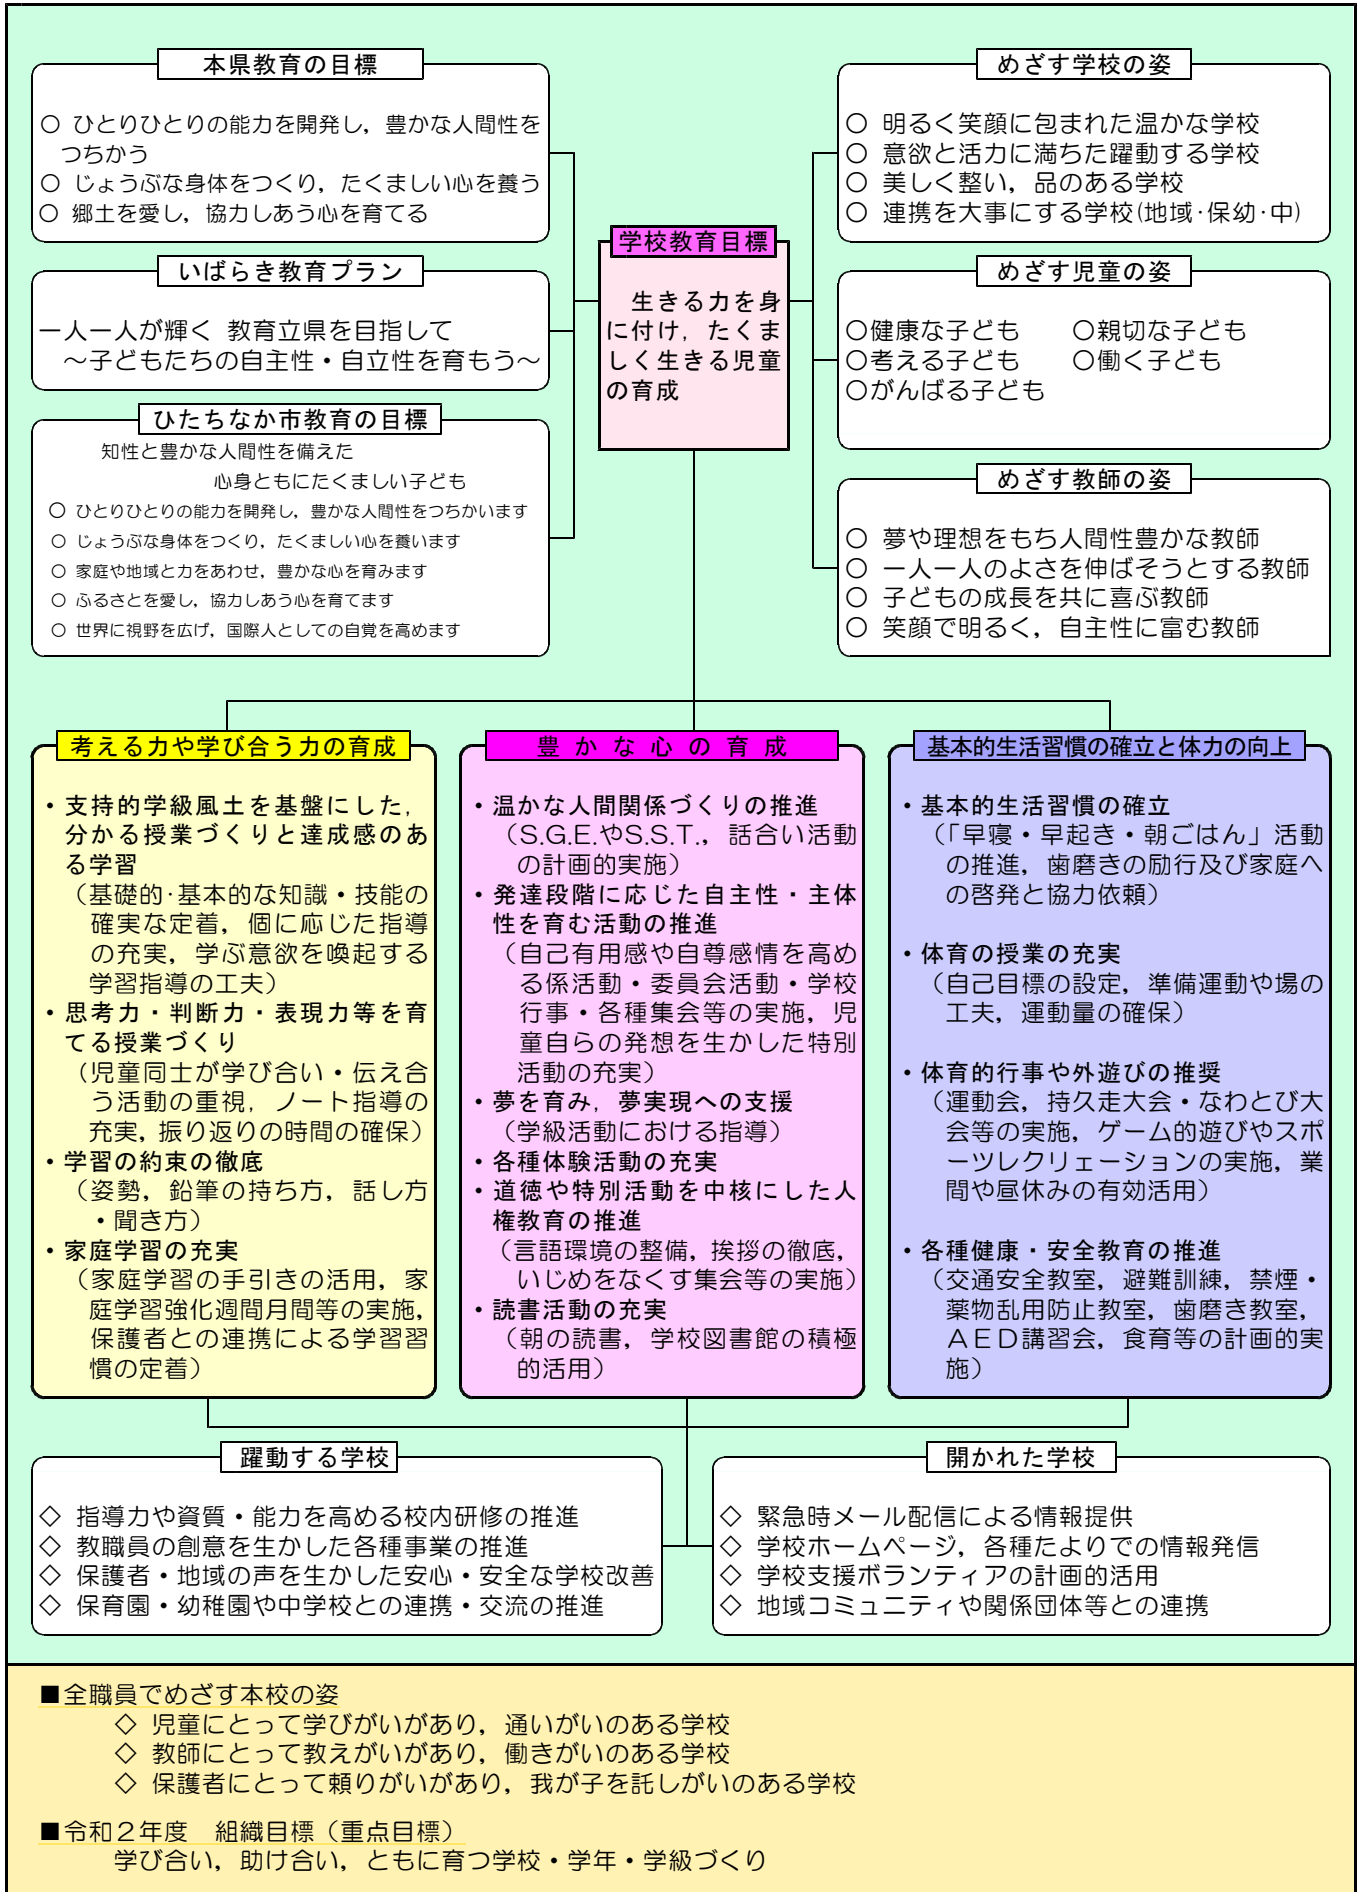 本県教育の目標
○ ひとりひとりの能力を開発し，豊かな人間性を
つちかう
○ じょうぶな身体をつくり，たくましい心を養う
○ 郷土を愛し，協力しあう心を育てる
いばらき教育プラン
一人一人が輝く 教育立県を目指して
～子どもたちの自主性・自立性を育もう～
ひたちなか市教育の目標
知性と豊かな人間性を備えた
心身ともにたくましい子ども
○ ひとりひとりの能力を開発し，豊かな人間性をつちかいます
○ じょうぶな身体をつくり，たくましい心を養います
○ 家庭や地域と力をあわせ，豊かな心を育みます
○ ふるさとを愛し，協力しあう心を育てます
○ 世界に視野を広げ，国際人としての自覚を高めます
学校教育目標
生きる力を身
に付け，たくま
しく生きる児童
の育成
めざす学校の姿
○ 明るく笑顔に包まれた温かな学校
○ 意欲と活力に満ちた躍動する学校
○ 美しく整い，品のある学校
○ 連携を大事にする学校(地域･保幼･中)
めざす児童の姿
○健康な子ども　○親切な子ども
○考える子ども　○働く子ども
○がんばる子ども
めざす教師の姿
○ 夢や理想をもち人間性豊かな教師
○ 一人一人のよさを伸ばそうとする教師
○ 子どもの成長を共に喜ぶ教師
○ 笑顔で明るく，自主性に富む教師
考える力や学び合う力の育成
・支持的学級風土を基盤にした，
分かる授業づくりと達成感のあ
る学習
（基礎的･基本的な知識・技能の
確実な定着，個に応じた指導
の充実，学ぶ意欲を喚起する
学習指導の工夫）
・思考力・判断力・表現力等を育
てる授業づくり
（児童同士が学び合い・伝え合
う活動の重視，ノート指導の
充実，振り返りの時間の確保）
・学習の約束の徹底
（姿勢，鉛筆の持ち方，話し方
・聞き方）
・家庭学習の充実
（家庭学習の手引きの活用，家
庭学習強化週間月間等の実施，
保護者との連携による学習習
慣の定着）
豊かな心の育成
・温かな人間関係づくりの推進
（S.G.E.やS.S.T.，話合い活動
の計画的実施）
・発達段階に応じた自主性・主体
性を育む活動の推進
（自己有用感や自尊感情を高め
る係活動・委員会活動・学校
行事・各種集会等の実施，児
童自らの発想を生かした特別
活動の充実）
・夢を育み，夢実現への支援
（学級活動における指導）
・各種体験活動の充実
・道徳や特別活動を中核にした人
権教育の推進
（言語環境の整備，挨拶の徹底，
いじめをなくす集会等の実施）
・読書活動の充実
（朝の読書，学校図書館の積極
的活用）
基本的生活習慣の確立と体力の向上
・基本的生活習慣の確立
（「早寝・早起き・朝ごはん」活動
の推進，歯磨きの励行及び家庭へ
の啓発と協力依頼）
・体育の授業の充実
（自己目標の設定，準備運動や場の
工夫，運動量の確保）
・体育的行事や外遊びの推奨
（運動会，持久走大会・なわとび大
会等の実施，ゲーム的遊びやスポ
ーツレクリェーションの実施，業
間や昼休みの有効活用）
・各種健康・安全教育の推進
（交通安全教室，避難訓練，禁煙・
薬物乱用防止教室，歯磨き教室，
ＡＥＤ講習会，食育等の計画的実
施）
躍動する学校
◇ 指導力や資質・能力を高める校内研修の推進
◇ 教職員の創意を生かした各種事業の推進
◇ 保護者・地域の声を生かした安心・安全な学校改善
◇ 保育園・幼稚園や中学校との連携・交流の推進
開かれた学校
◇ 緊急時メール配信による情報提供
◇ 学校ホームページ，各種たよりでの情報発信
◇ 学校支援ボランティアの計画的活用
◇ 地域コミュニティや関係団体等との連携
■全職員でめざす本校の姿
◇ 児童にとって学びがいがあり，通いがいのある学校
◇ 教師にとって教えがいがあり，働きがいのある学校
◇ 保護者にとって頼りがいがあり，我が子を託しがいのある学校
■令和２年度　組織目標（重点目標）
学び合い，助け合い，ともに育つ学校・学年・学級づくり